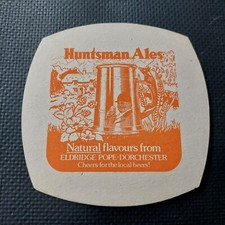 Huntsman Ales
Natural flavours from
ELDRIDGE POPE·DORCHESTER
Cheers for the local beers!